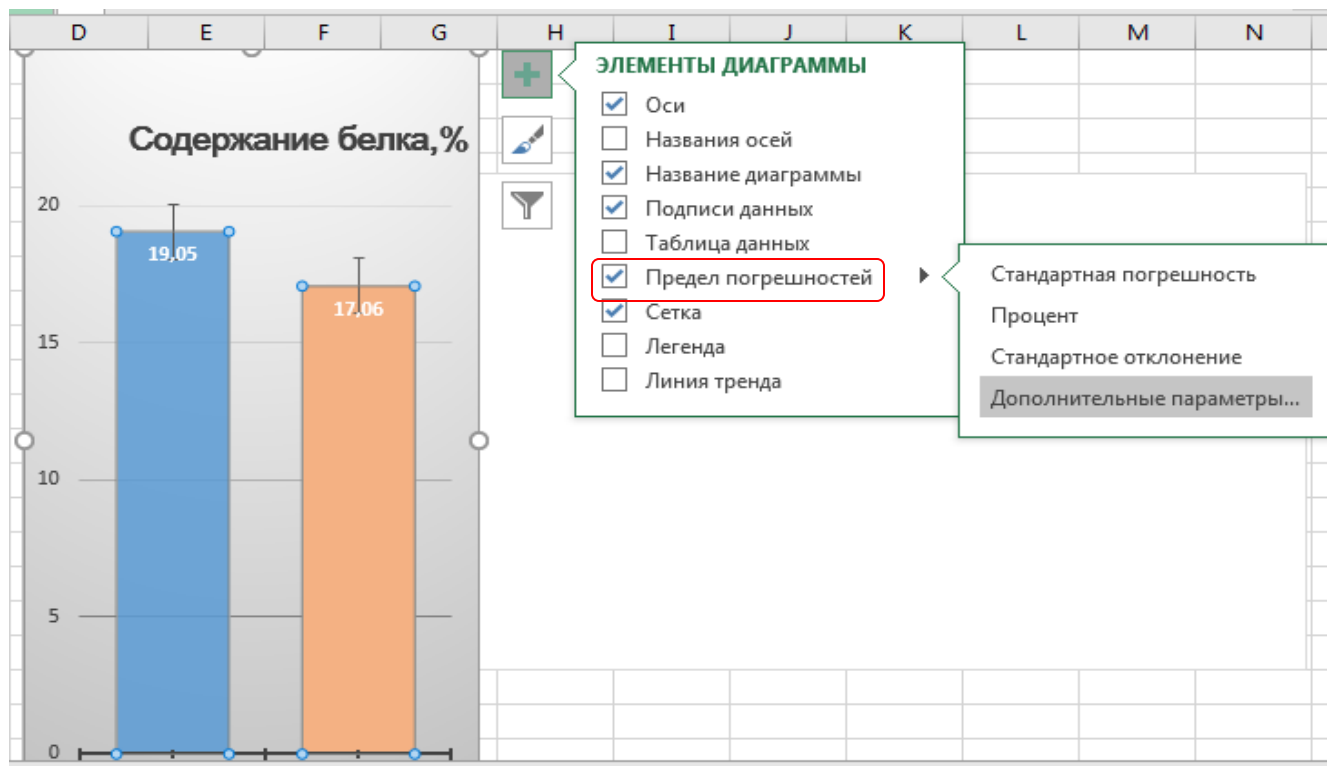 D E F G H I J K L M N
ЭЛЕМЕНТЫ ДИАГРАММЫ
Оси
Названия осей
Название диаграммы
Подписи данных
Таблица данных
Предел погрешностей
Сетка
Легенда
Линия тренда
Стандартная погрешность
Процент
Стандартное отклонение
Дополнительные параметры...
Содержание белка,%
20
19,05
17,06
15
10
5
0